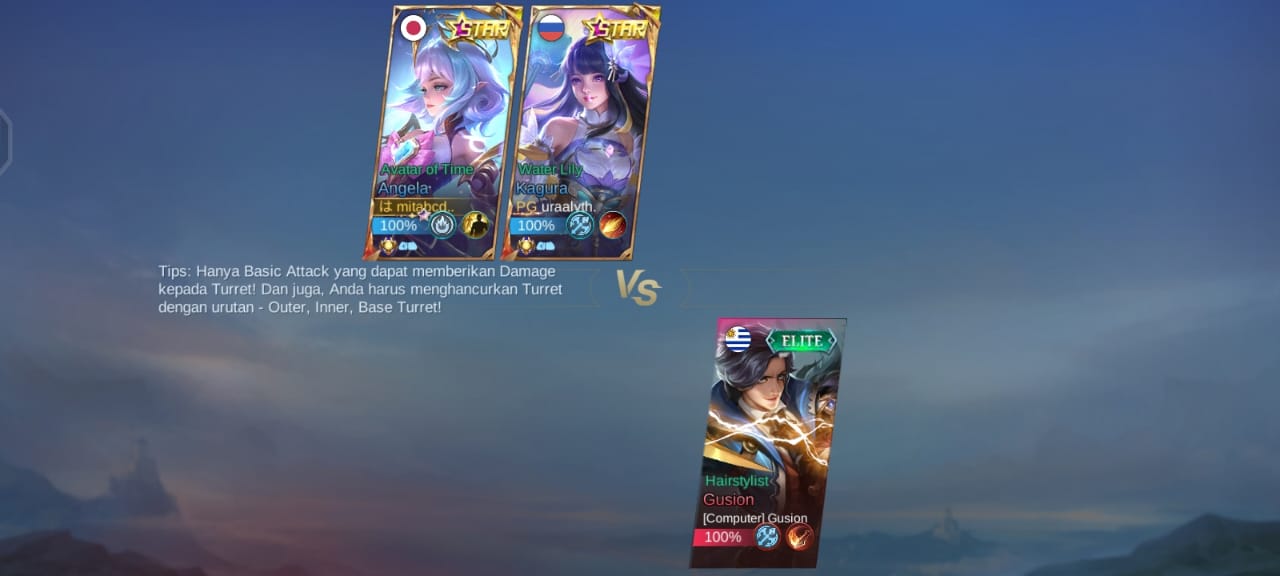 STAR
Avatar of Time
Angela
は mitabcd..
100%
STAR
Water Lily
Kagura
PG uraalyth.
100%
Tips: Hanya Basic Attack yang dapat memberikan Damage
kepada Turret! Dan juga, Anda harus menghancurkan Turret
dengan urutan - Outer, Inner, Base Turret!
VS
ELITE
Hairstylist
Gusion
[Computer] Gusion
100%